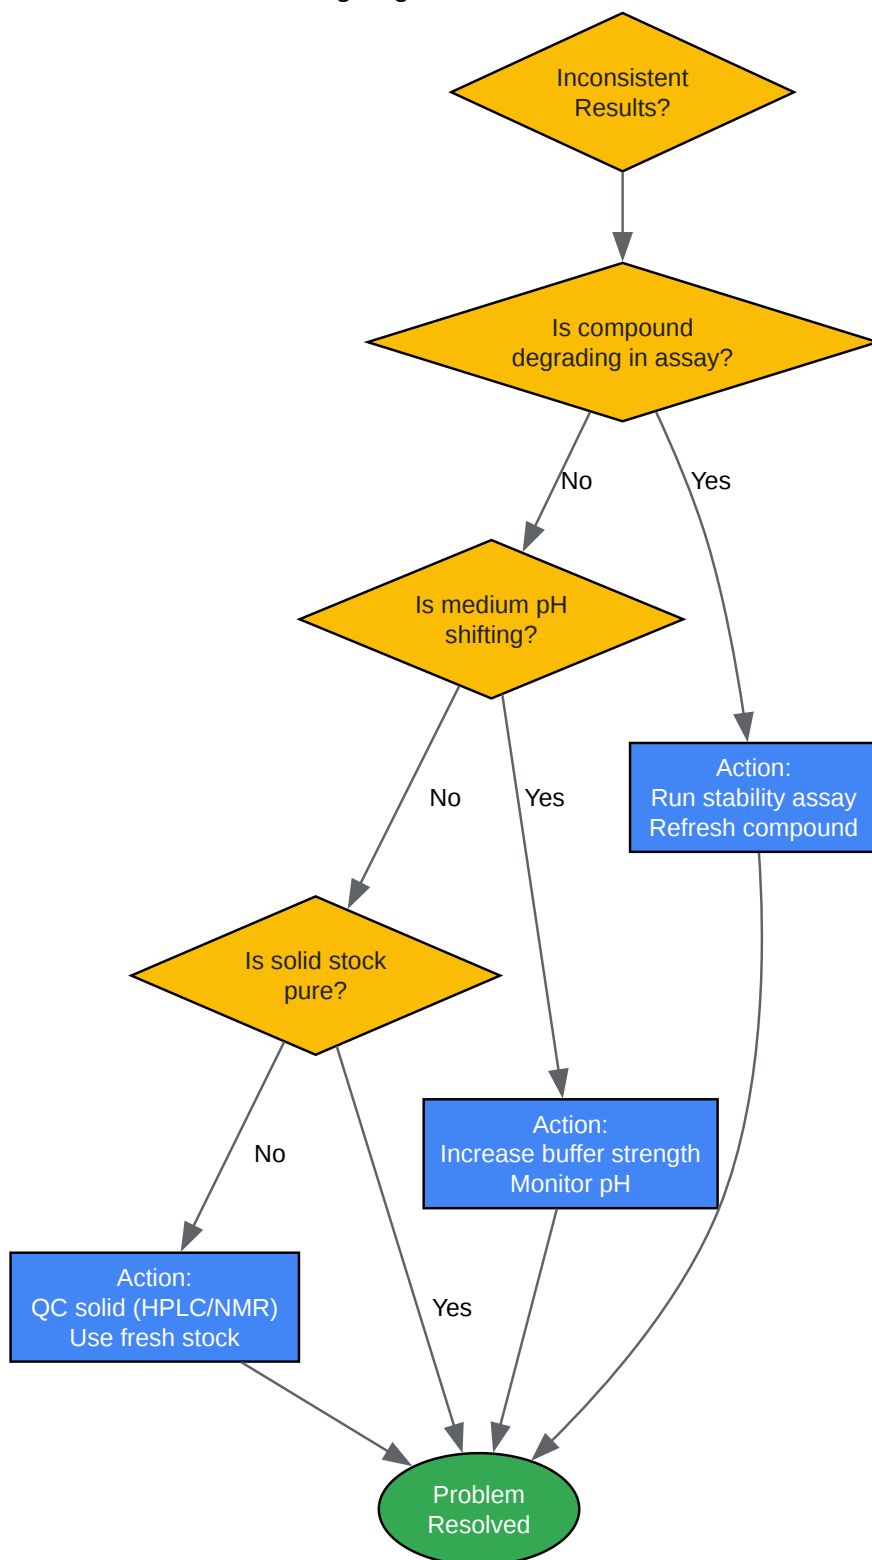 Inconsistent
Results?
Is compound
degrading in assay?
No
Yes
Is medium pH
shifting?
Action:
Run stability assay
Refresh compound
No
Yes
Is solid stock
pure?
Action:
Increase buffer strength
Monitor pH
No
Action:
QC solid (HPLC/NMR)
Use fresh stock
Yes
Problem
Resolved